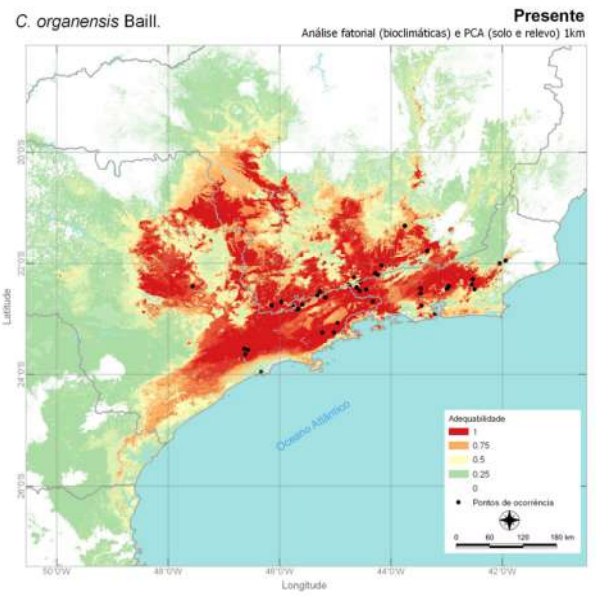 C. organensis Baill.
Presente
Análise fatorial (bioclimáticas) e PCA (solo e relevo) 1km
20°0'S
22°0'S
24°0'S
26°0'S
Latitude
Oceano Atlântico
Adequabilidade
1
0.75
0.5
0.25
0
Pontos de ocorrência
0 60 120 180 km
50°0'W 48°0'W 46°0'W 44°0'W 42°0'W
Longitude